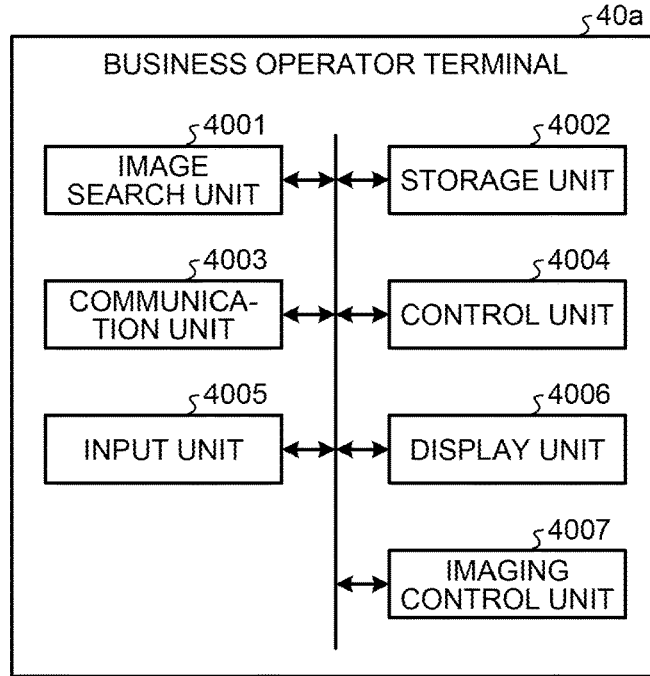 40a
BUSINESS OPERATOR TERMINAL
4001
IMAGE
SEARCH UNIT
4002
STORAGE UNIT
4003
COMMUNICA-
TION UNIT
4004
CONTROL UNIT
4005
INPUT UNIT
4006
DISPLAY UNIT
4007
IMAGING
CONTROL UNIT